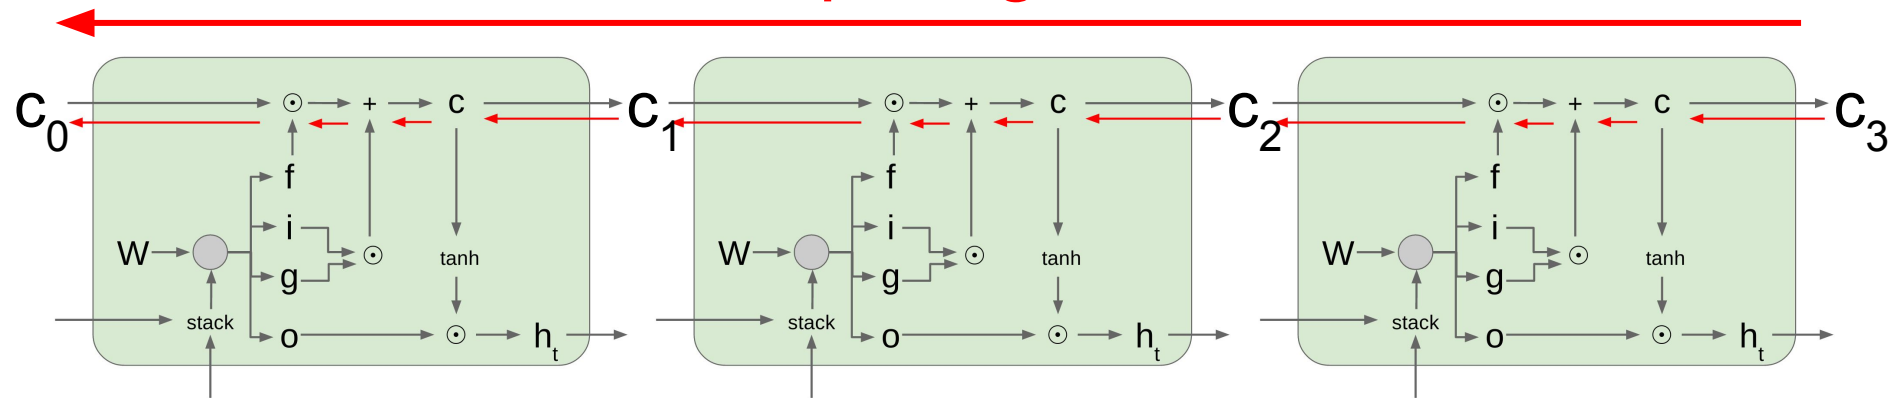 C0 ⊙ + c C1 ⊙ + c C2 ⊙ + c C3
f f f
i i i
W ⊙ tanh W ⊙ tanh W ⊙ tanh
g g g
stack stack stack
o ⊙ ht o ⊙ ht o ⊙ ht